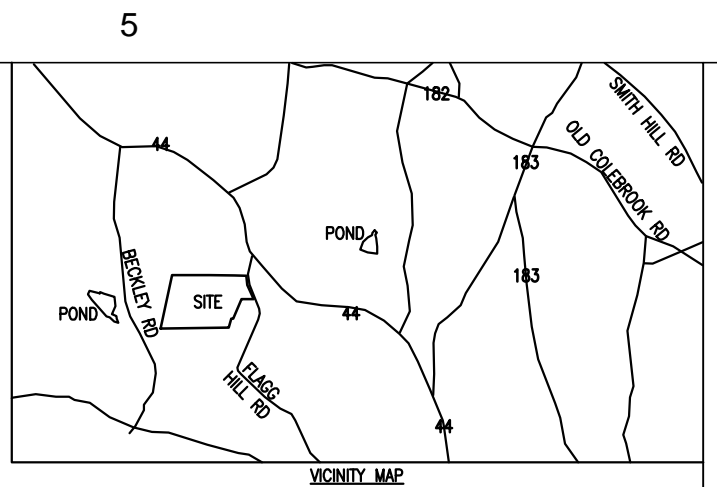 5
182
SMITH HILL RD
44
OLD COLEBROOK RD
183
POND
BECKLEY RD
183
SITE
POND
44
FLAGG
HILL RD
44
VICINITY MAP